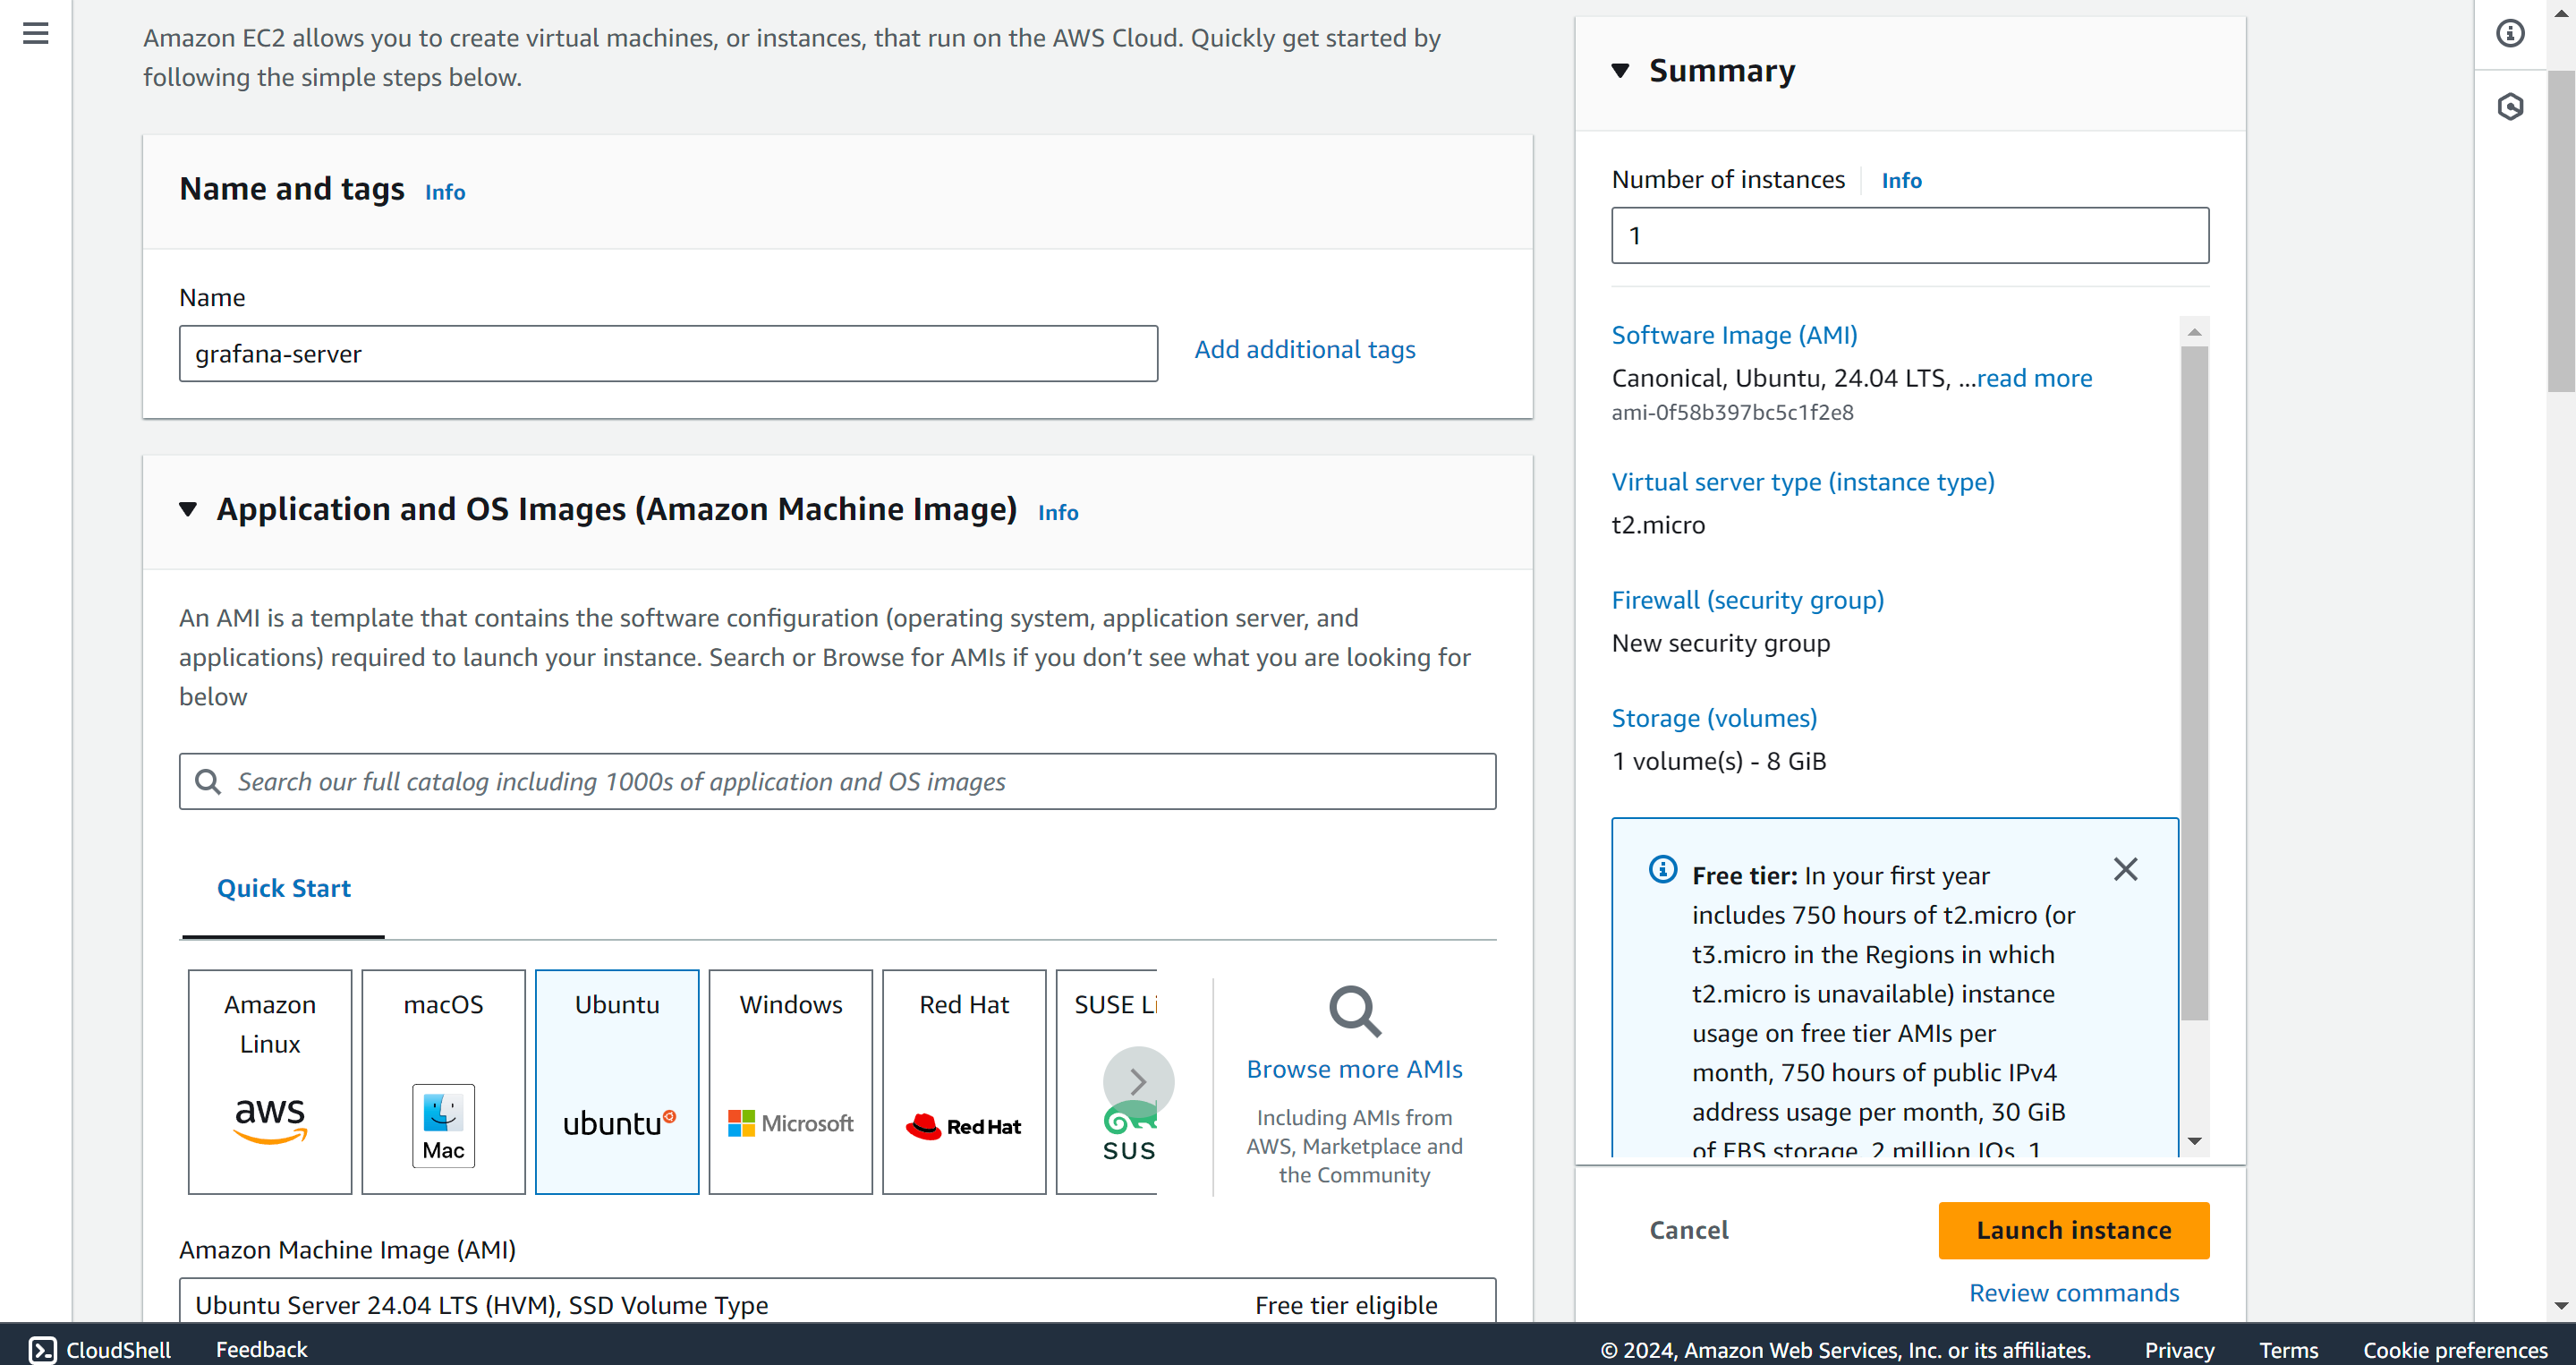 Amazon EC2 allows you to create virtual machines, or instances, that run on the AWS Cloud. Quickly get started by
following the simple steps below.
Name and tags Info
Name
grafana-server
Add additional tags
Application and OS Images (Amazon Machine Image) Info
An AMI is a template that contains the software configuration (operating system, application server, and
applications) required to launch your instance. Search or Browse for AMIs if you don’t see what you are looking for
below
Search our full catalog including 1000s of application and OS images
Quick Start
Amazon
Linux
aws
macOS
Mac
Ubuntu
ubuntu
Windows
Microsoft
Red Hat
Red Hat
SUSE Li
SUS
Browse more AMIs
Including AMIs from
AWS, Marketplace and
the Community
Amazon Machine Image (AMI)
Ubuntu Server 24.04 LTS (HVM), SSD Volume Type
Free tier eligible
Summary
Number of instances Info
1
Software Image (AMI)
Canonical, Ubuntu, 24.04 LTS, ...read more
ami-0f58b397bc5c1f2e8
Virtual server type (instance type)
t2.micro
Firewall (security group)
New security group
Storage (volumes)
1 volume(s) - 8 GiB
Free tier: In your first year
includes 750 hours of t2.micro (or
t3.micro in the Regions in which
t2.micro is unavailable) instance
usage on free tier AMIs per
month, 750 hours of public IPv4
address usage per month, 30 GiB
of EBS storage, 2 million IOs, 1
Cancel
Launch instance
Review commands
CloudShell
Feedback
© 2024, Amazon Web Services, Inc. or its affiliates.
Privacy
Terms
Cookie preferences